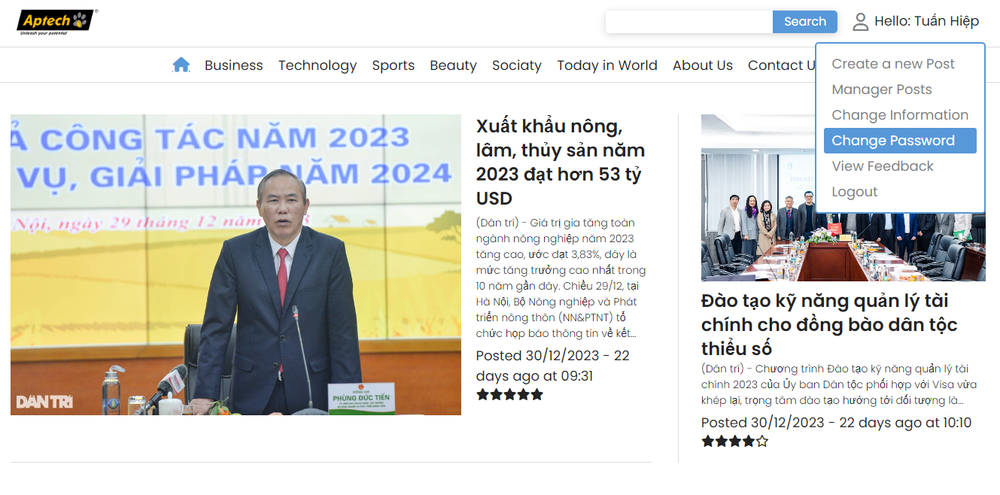 Aptech
Unleash your potential
Search
Hello: Tuấn Hiệp
Business Technology Sports Beauty Sociaty Today in World About Us Contact U
Create a new Post
Manager Posts
Change Information
Change Password
View Feedback
Logout
Ả CÔNG TÁC NĂM 2023
VỤ, GIẢI PHÁP NĂM 2024
Nội, ngày 29 tháng 12 năm
ĐỒNG CHÍ
PHÙNG ĐỨC TIẾN
DÂN TRÍ
Xuất khẩu nông,
lâm, thủy sản năm
2023 đạt hơn 53 tỷ
USD
(Dân trí) - Giá trị gia tăng toàn
ngành nông nghiệp năm 2023
tăng cao, ước đạt 3,83%, đây là
mức tăng trưởng cao nhất trong
10 năm gần đây. Chiều 29/12, tại
Hà Nội, Bộ Nông nghiệp và Phát
triển nông thôn (NN&PTNT) tổ
chức họp báo thông tin về kết...
Posted 30/12/2023 - 22
days ago at 09:31
TỔNG KẾT
Đào tạo kỹ năng quản lý tài
chính cho đồng bào dân tộc
thiểu số
(Dân trí) - Chương trình Đào tạo kỹ năng quản lý tài
chính 2023 của Ủy ban Dân tộc phối hợp với Visa vừa
khép lại, trọng tâm đào tạo hướng tới đối tượng là...
Posted 30/12/2023 - 22 days ago at 10:10